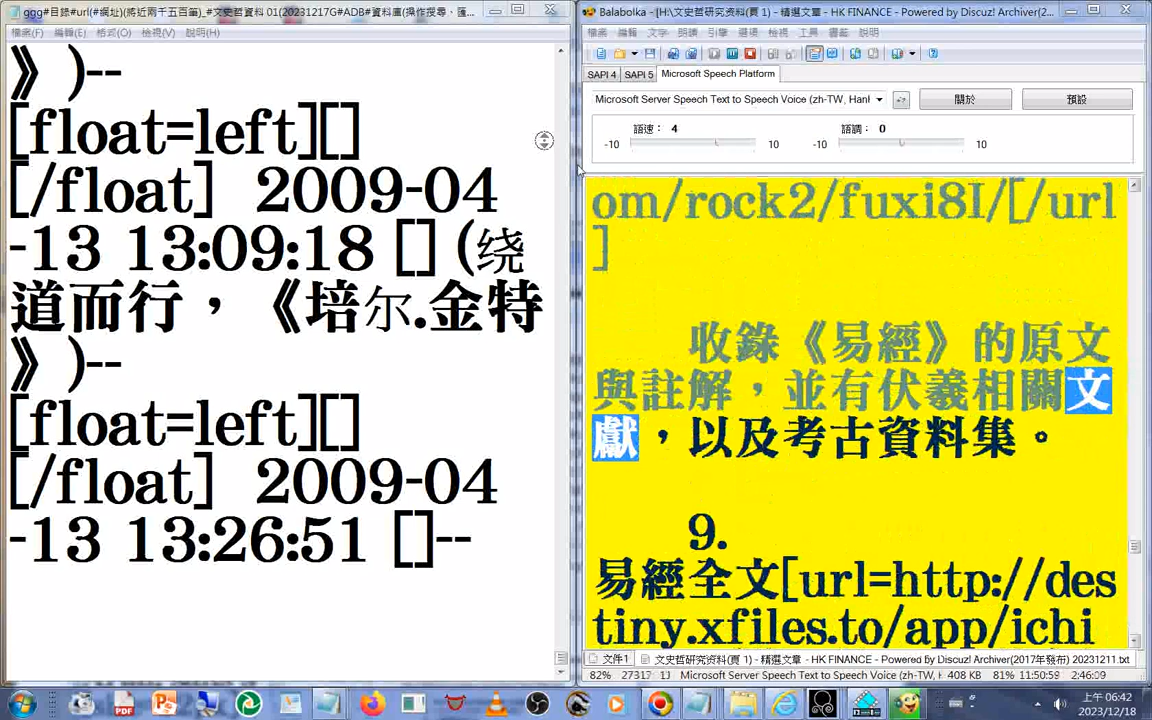 ggg#目錄#url(#網址)(將近兩千五百筆)_#文史哲資料 01(20231217G#ADB#資料庫(操作搜尋、匯...
檔案(F) 編輯(E) 格式(O) 檢視(V) 說明(H)
》)--
[float=left][]
[/float] 2009-04
-13 13:09:18 [] (绕
道而行，《培尔.金特
》)--
[float=left][]
[/float] 2009-04
-13 13:26:51 []--
Balabolka - [H:\文史哲研究资料(頁 1) - 精選文章 - HK FINANCE - Powered by Discuz! Archiver(2...
檔案 編輯 文字 朗讀 引擎 選項 檢視 工具 書籤 說明
SAPI 4 SAPI 5 Microsoft Speech Platform
Microsoft Server Speech Text to Speech Voice (zh-TW, Hanl
關於 預設
語速： 4 語調： 0
-10 10 -10 10
om/rock2/fuxi8I/[/url
]
收錄《易經》的原文
與註解，並有伏羲相關文
獻，以及考古資料集。
9.
易經全文[url=http://des
tiny.xfiles.to/app/ichi
文件1 文史哲研究资料(頁 1) - 精選文章 - HK FINANCE - Powered by Discuz! Archiver(2017年發布) 20231211.txt
82% 27317 1J Microsoft Speech Platform - Microsoft Server Speech Text to Speech Voice (zh-TW, H 408 KB 81% 11:50:59 2:46:09
上午 06:42
2023/12/18